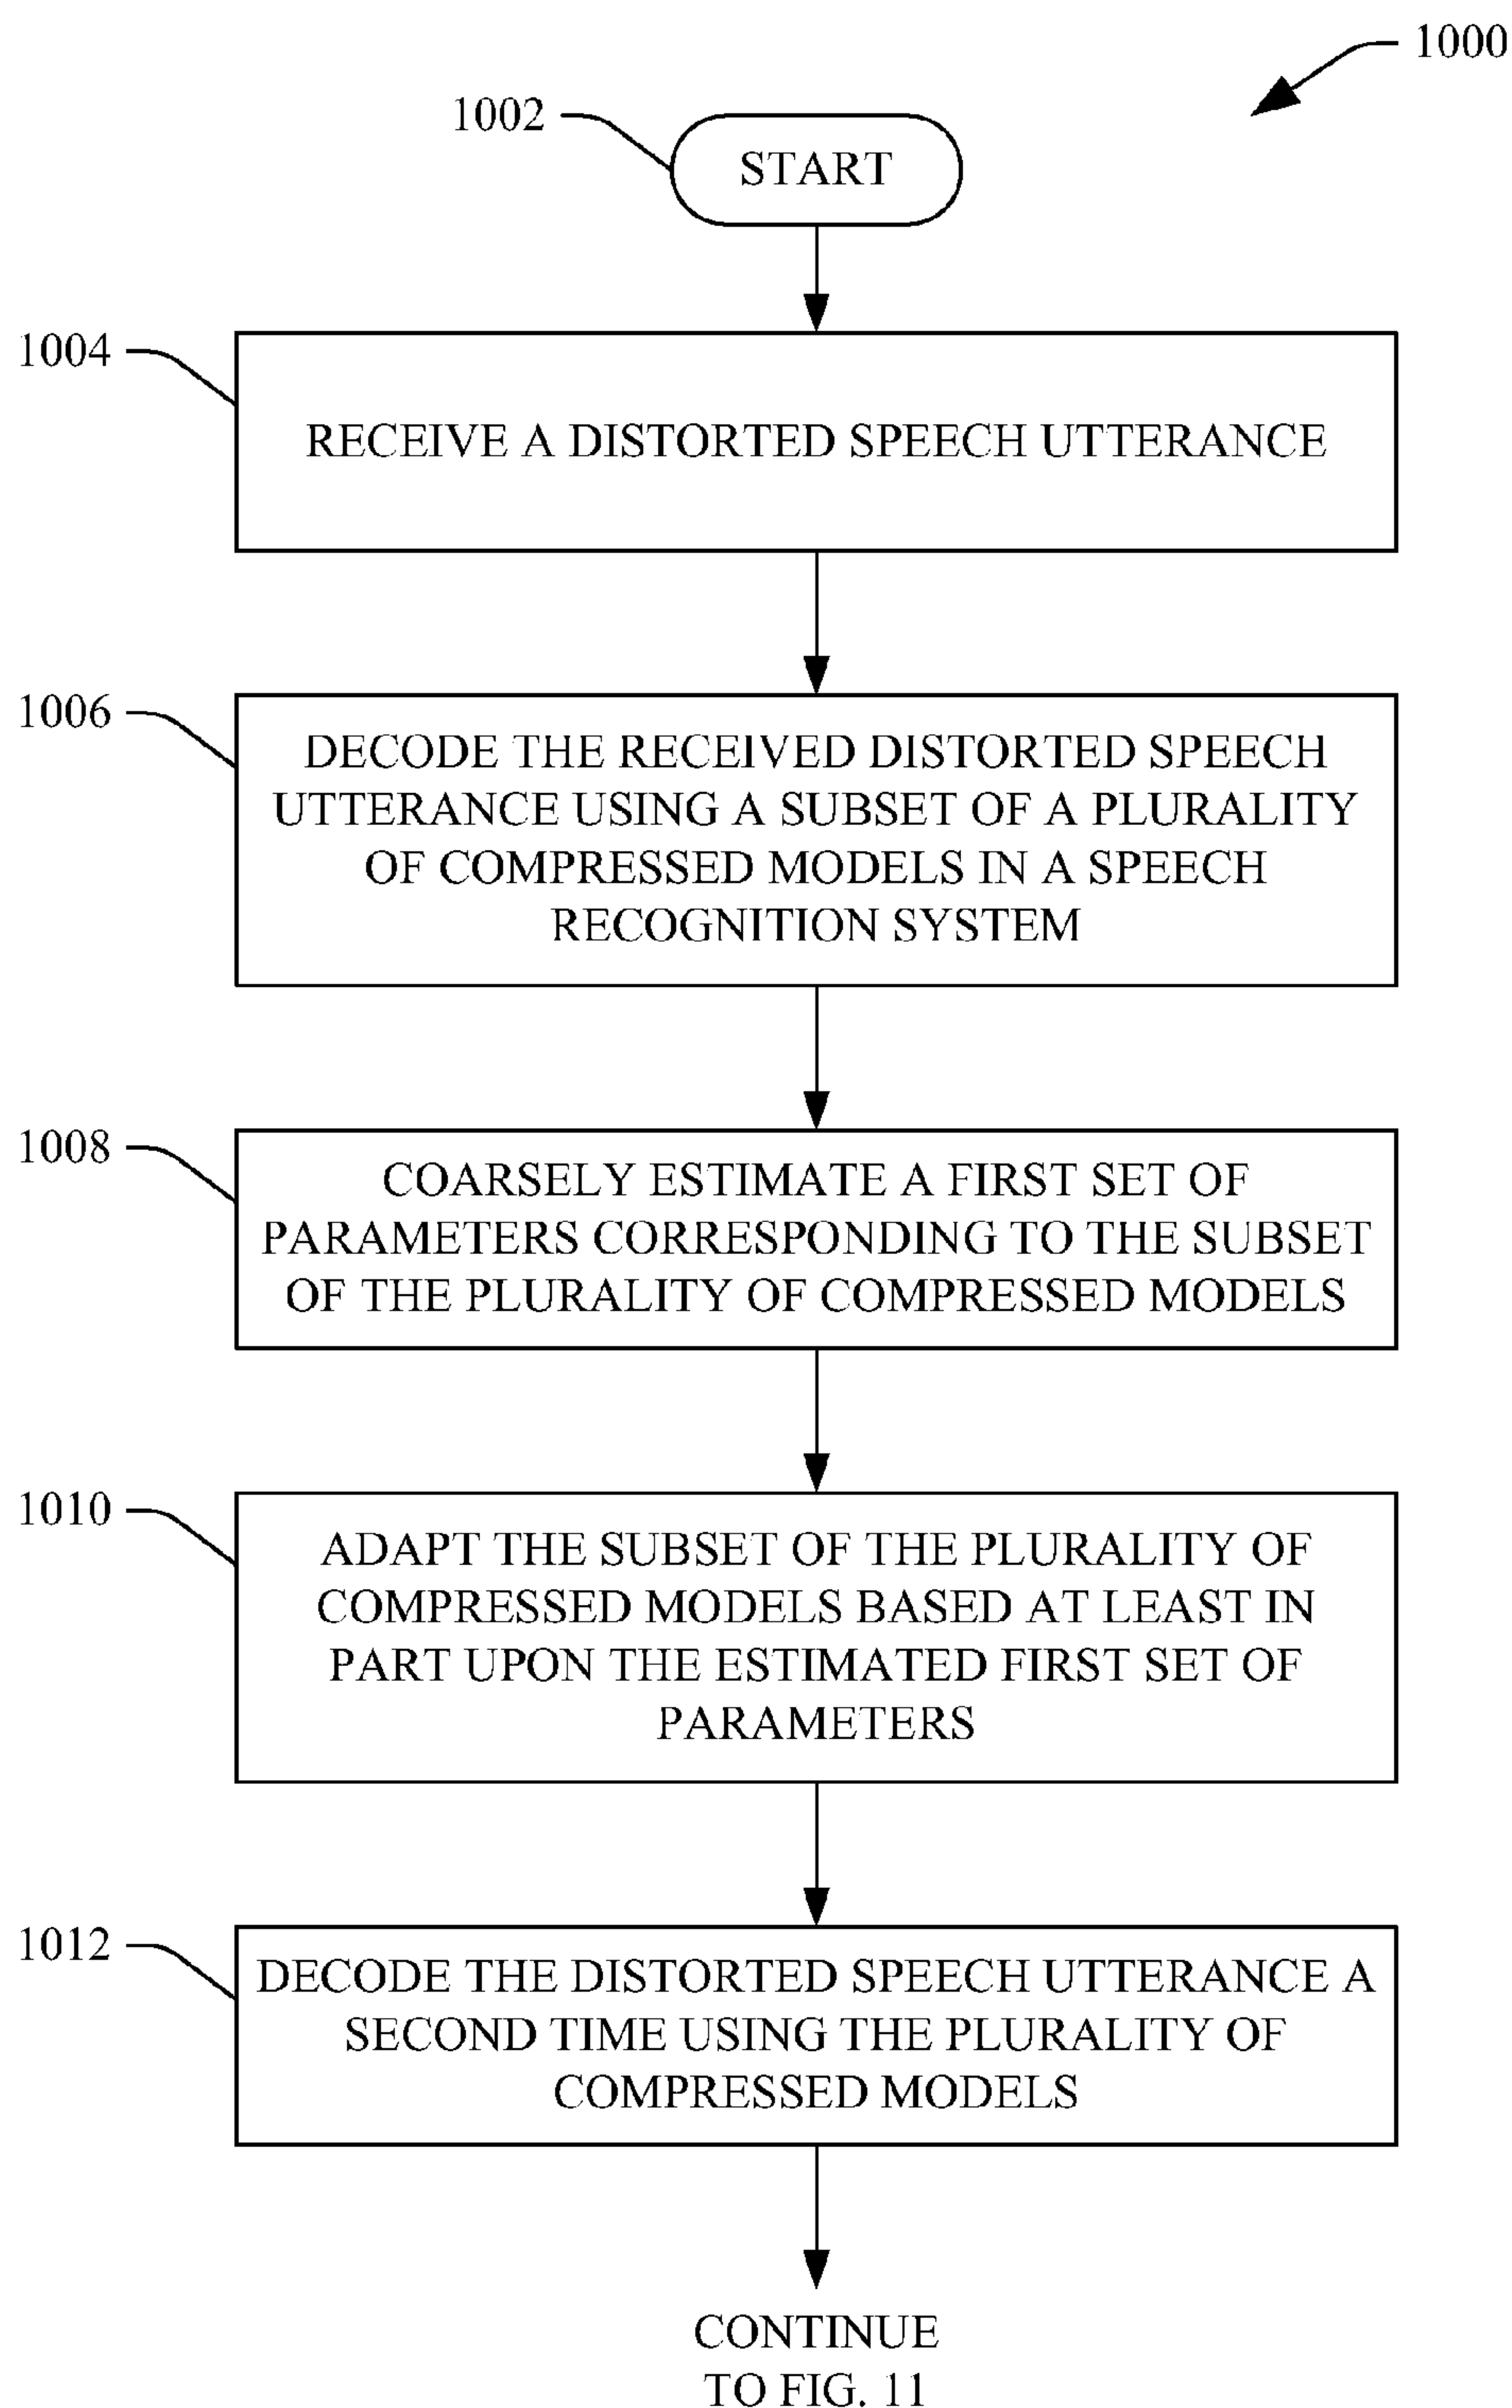 1000
1002
START
1004
RECEIVE A DISTORTED SPEECH UTTERANCE
1006
DECODE THE RECEIVED DISTORTED SPEECH
UTTERANCE USING A SUBSET OF A PLURALITY
OF COMPRESSED MODELS IN A SPEECH
RECOGNITION SYSTEM
1008
COARSELY ESTIMATE A FIRST SET OF
PARAMETERS CORRESPONDING TO THE SUBSET
OF THE PLURALITY OF COMPRESSED MODELS
1010
ADAPT THE SUBSET OF THE PLURALITY OF
COMPRESSED MODELS BASED AT LEAST IN
PART UPON THE ESTIMATED FIRST SET OF
PARAMETERS
1012
DECODE THE DISTORTED SPEECH UTTERANCE A
SECOND TIME USING THE PLURALITY OF
COMPRESSED MODELS
CONTINUE
TO FIG. 11